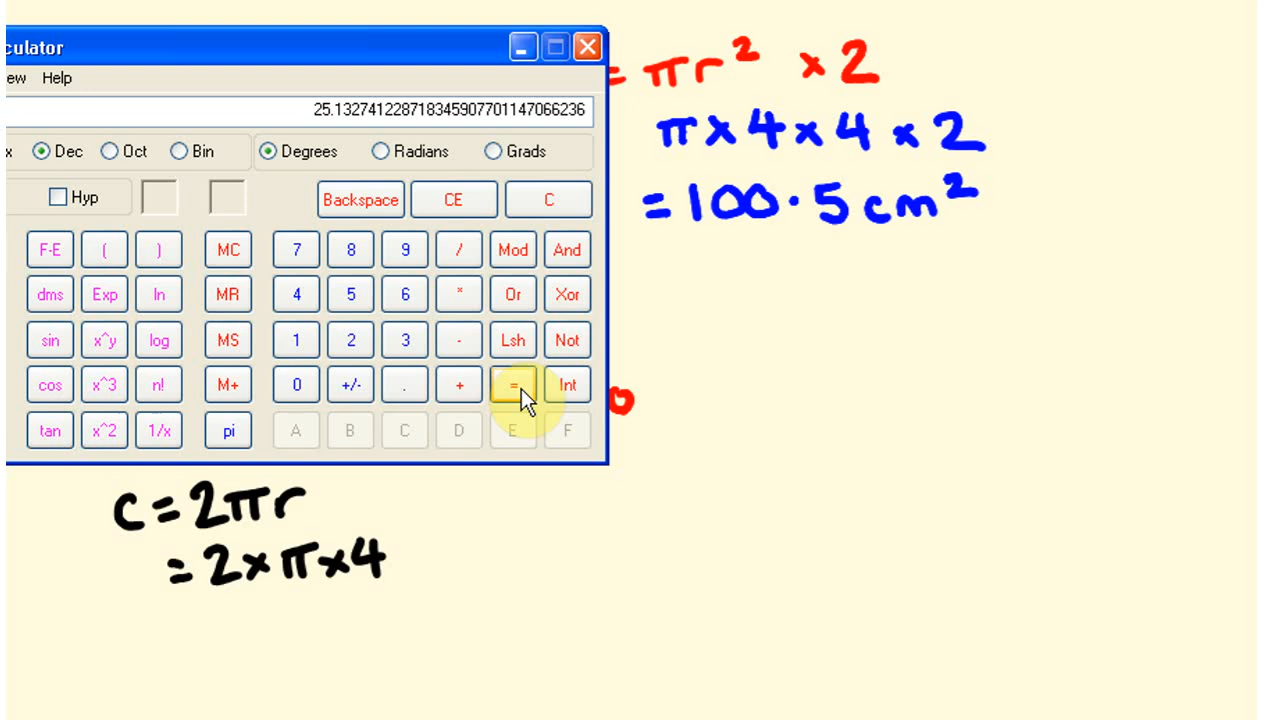 culator
ew Help
25.132741228718345907701147066236
x Dec Oct Bin Degrees Radians Grads
Hyp Backspace CE C
F-E ( ) MC 7 8 9 / Mod And
dms Exp ln MR 4 5 6 * Or Xor
sin x^y log MS 1 2 3 - Lsh Not
cos x^3 n! M+ 0 +/- . + = Int
tan x^2 1/x pi A B C D E F
= πr² × 2
π × 4 × 4 × 2
= 100.5 cm²
C = 2πr
= 2 × π × 4